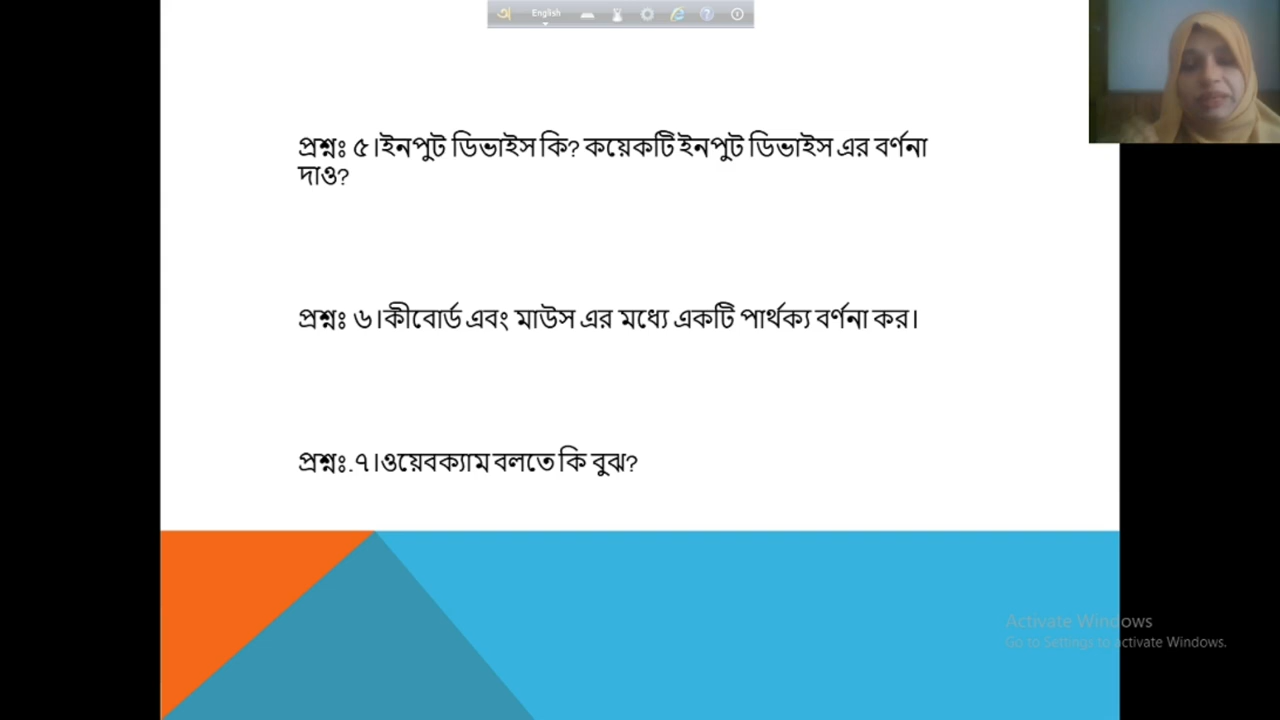 অ English
প্রশ্নঃ ৫।ইনপুট ডিভাইস কি? কয়েকটি ইনপুট ডিভাইস এর বর্ণনা
দাও?
প্রশ্নঃ ৬।কীবোর্ড এবং মাউস এর মধ্যে একটি পার্থক্য বর্ণনা কর।
প্রশ্নঃ.৭।ওয়েবক্যাম বলতে কি বুঝ?
Activate Windows
Go to Settings to activate Windows.